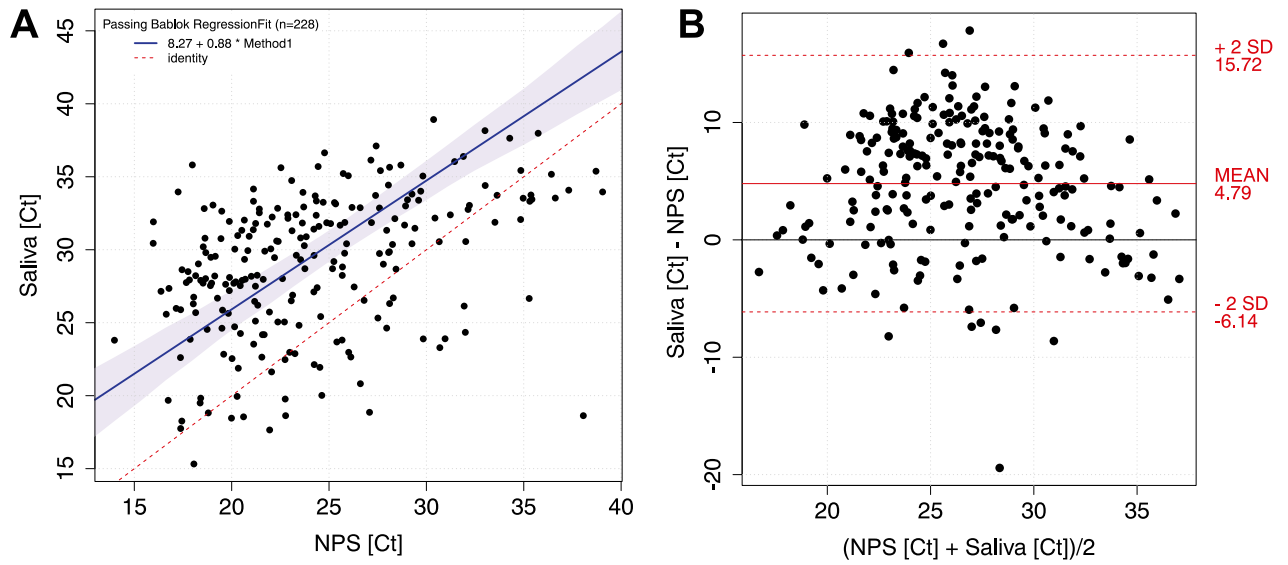 A
Passing Bablok RegressionFit (n=228)
8.27 + 0.88 * Method1
identity
45
40
35
30
25
20
15
Saliva [Ct]
15 20 25 30 35 40
NPS [Ct]
B
10
0
-10
-20
Saliva [Ct] - NPS [Ct]
+ 2 SD
15.72
MEAN
4.79
- 2 SD
-6.14
20 25 30 35
(NPS [Ct] + Saliva [Ct])/2